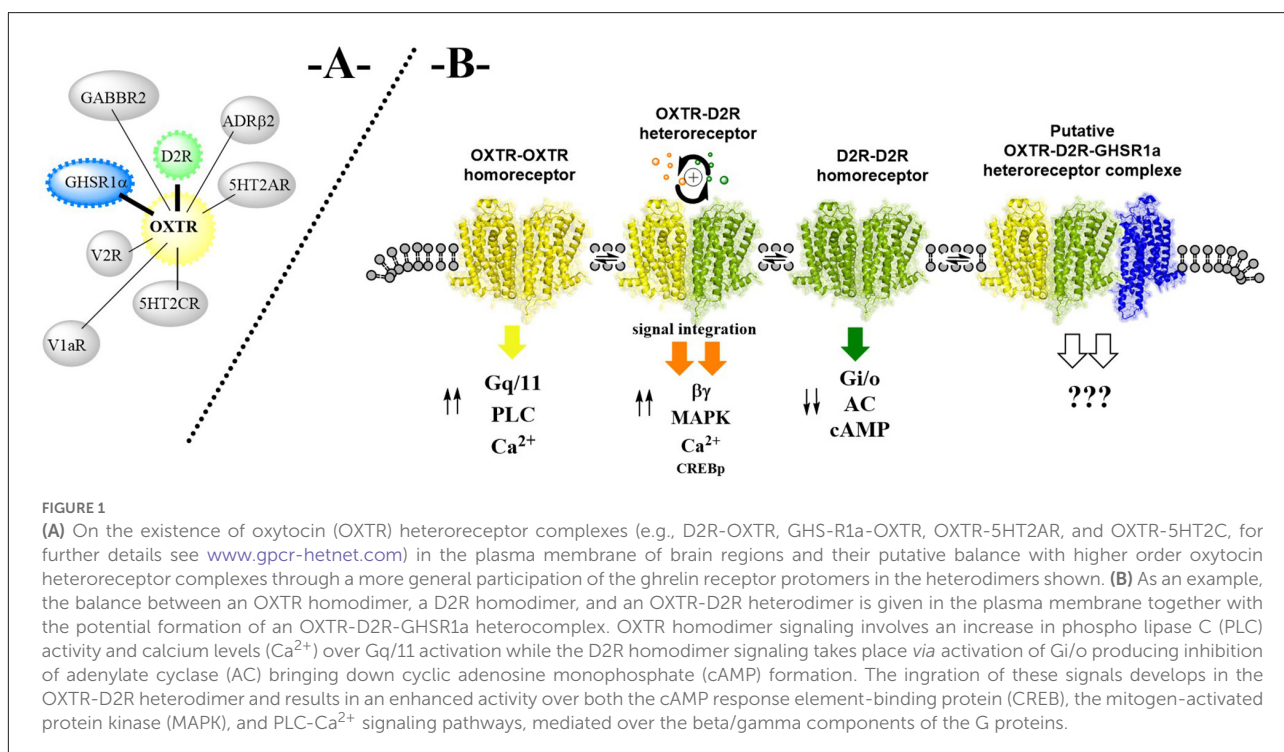 -A-
GABBR2
ADRβ2
D2R
GHSR1α
5HT2AR
OXTR
V2R
5HT2CR
V1aR
-B-
OXTR-OXTR
homoreceptor
OXTR-D2R
heteroreceptor
+
D2R-D2R
homoreceptor
Putative
OXTR-D2R-GHSR1a
heteroreceptor complexe
signal integration
↑↑
Gq/11
PLC
Ca²⁺
↑↑
βγ
MAPK
Ca²⁺
CREBp
↓↓
Gi/o
AC
cAMP
???
FIGURE 1
(A) On the existence of oxytocin (OXTR) heteroreceptor complexes (e.g., D2R-OXTR, GHS-R1a-OXTR, OXTR-5HT2AR, and OXTR-5HT2C, for
further details see www.gpcr-hetnet.com) in the plasma membrane of brain regions and their putative balance with higher order oxytocin
heteroreceptor complexes through a more general participation of the ghrelin receptor protomers in the heterodimers shown. (B) As an example,
the balance between an OXTR homodimer, a D2R homodimer, and an OXTR-D2R heterodimer is given in the plasma membrane together with
the potential formation of an OXTR-D2R-GHSR1a heterocomplex. OXTR homodimer signaling involves an increase in phospho lipase C (PLC)
activity and calcium levels (Ca²⁺) over Gq/11 activation while the D2R homodimer signaling takes place via activation of Gi/o producing inhibition
of adenylate cyclase (AC) bringing down cyclic adenosine monophosphate (cAMP) formation. The ingration of these signals develops in the
OXTR-D2R heterodimer and results in an enhanced activity over both the cAMP response element-binding protein (CREB), the mitogen-activated
protein kinase (MAPK), and PLC-Ca²⁺ signaling pathways, mediated over the beta/gamma components of the G proteins.